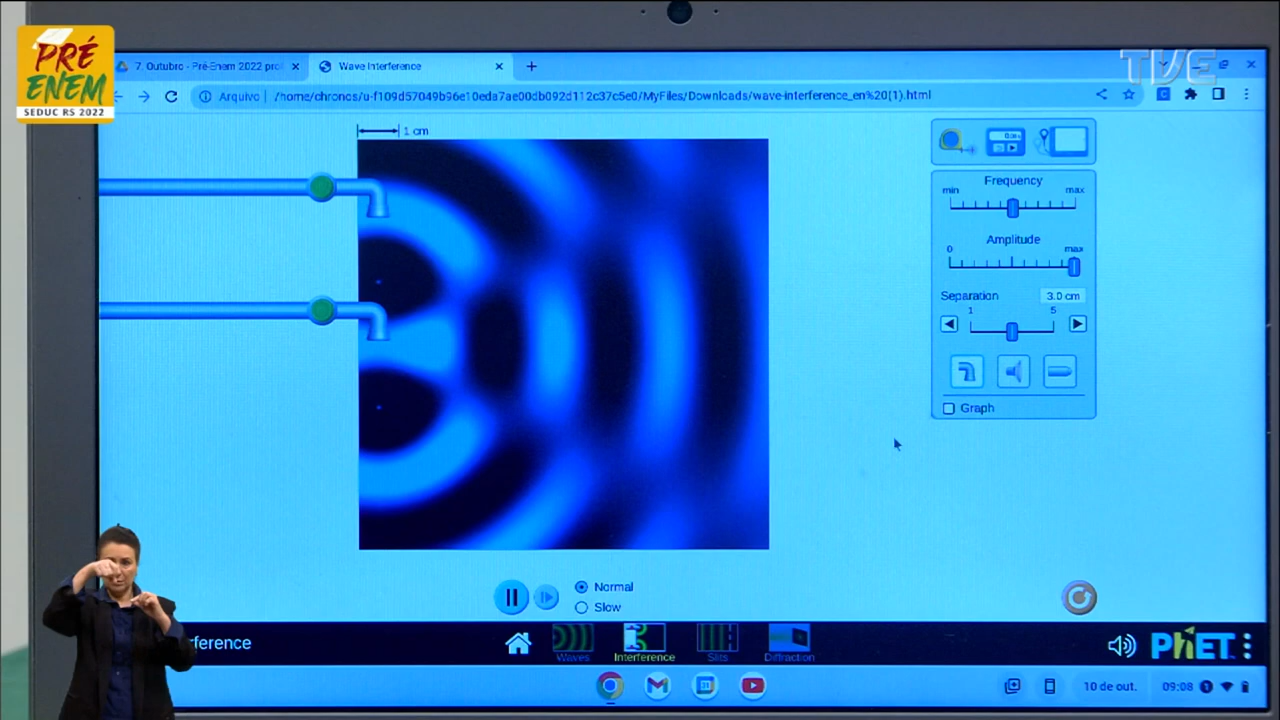 PRÉ
ENEM
SEDUC RS 2022
TVE
7. Outubro - Pré-Enem 2022 pro
Wave Interference
Arquivo
/home/chronos/u-f109d57049b96e10eda7ae00db092d112c37c5e0/MyFiles/Downloads/wave-interference_en%20(1).html
1 cm
Frequency
min
max
Amplitude
0
max
Separation
3.0 cm
1
5
Graph
Normal
Slow
rference
Waves
Interference
Slits
Diffraction
PhET
10 de out.
09:08